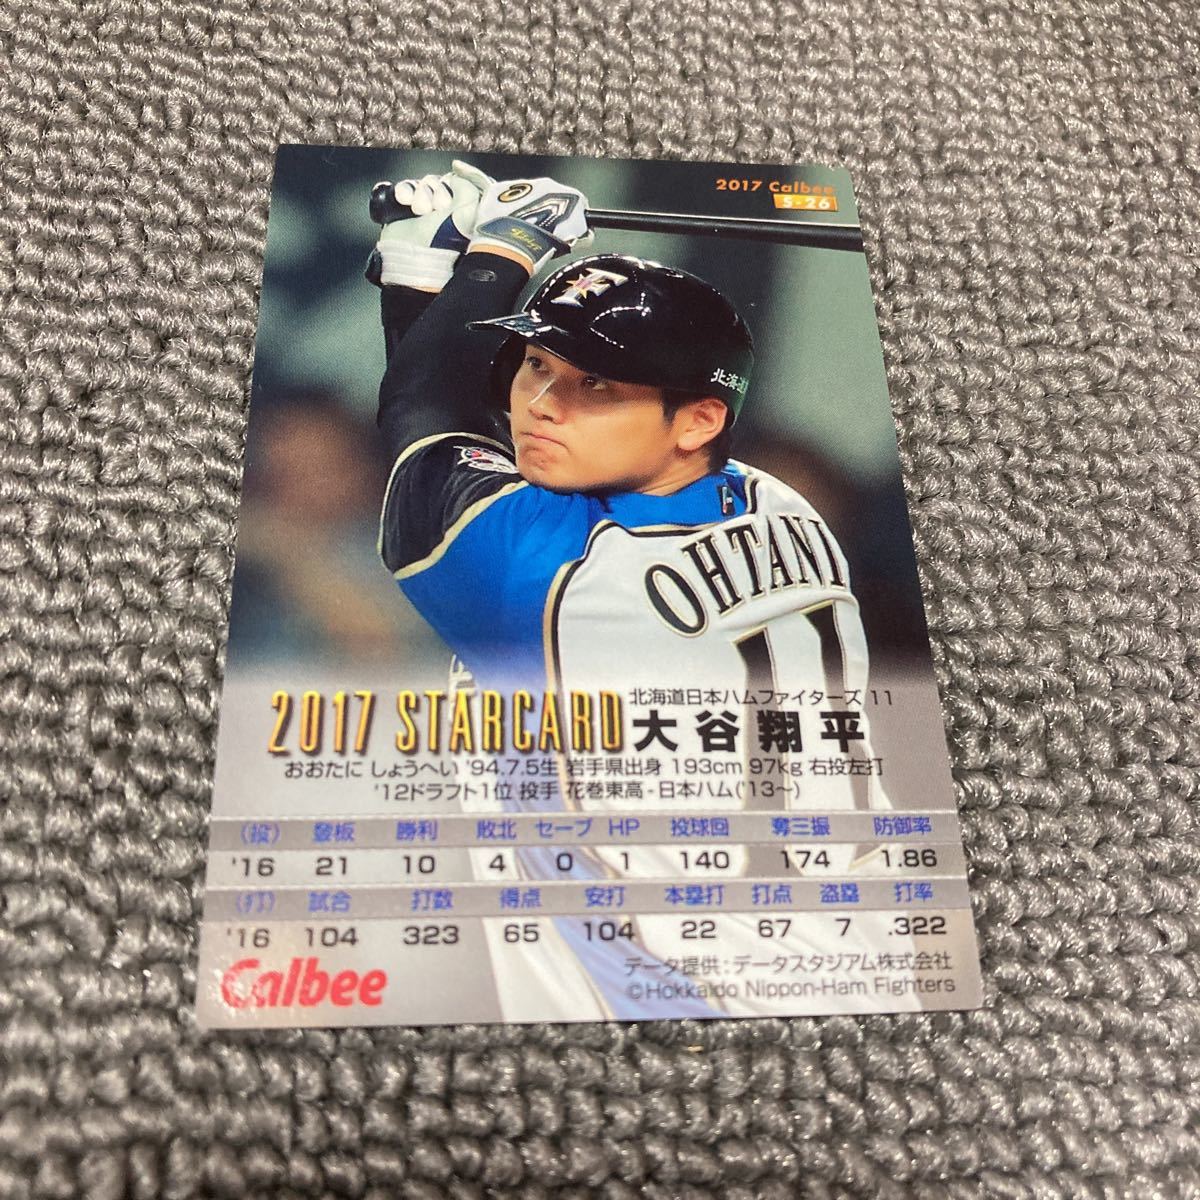 2017 Calbee
S-26
F
北海道
OHTANI
11
2017 STARCARD
北海道日本ハムファイターズ 11
大谷翔平
おおたに しょうへい '94.7.5生 岩手県出身 193cm 97kg 右投左打
'12ドラフト1位 投手 花巻東高-日本ハム('13〜)
(投) 登板 勝利 敗北 セーブ HP 投球回 奪三振 防御率
'16 21 10 4 0 1 140 174 1.86
(打) 試合 打数 得点 安打 本塁打 打点 盗塁 打率
'16 104 323 65 104 22 67 7 .322
Calbee
データ提供:データスタジアム株式会社
©Hokkaido Nippon-Ham Fighters